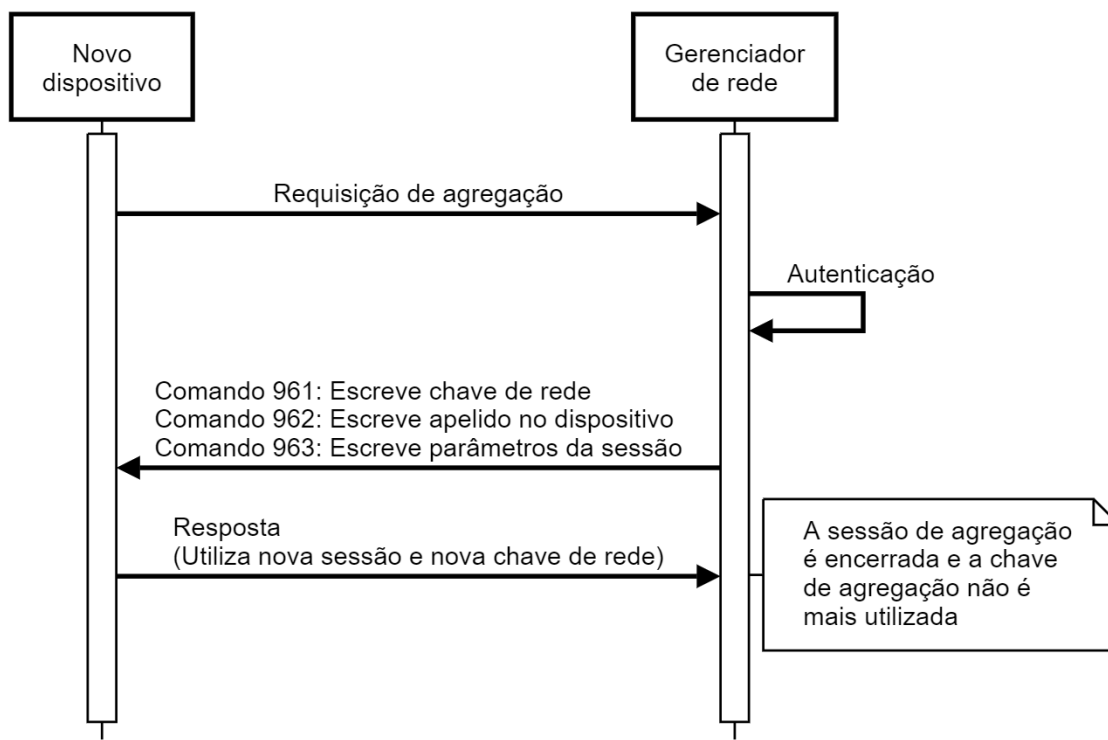 Novo
dispositivo
Gerenciador
de rede
Requisição de agregação
Autenticação
Comando 961: Escreve chave de rede
Comando 962: Escreve apelido no dispositivo
Comando 963: Escreve parâmetros da sessão
Resposta
(Utiliza nova sessão e nova chave de rede)
A sessão de agregação
é encerrada e a chave
de agregação não é
mais utilizada